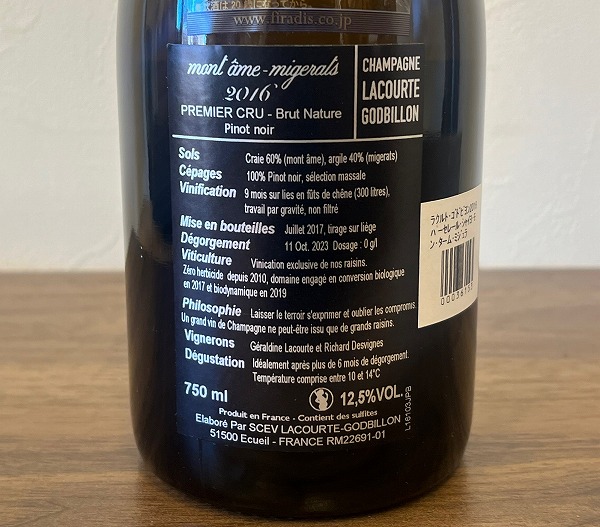 www.firadis.co.jp
mont âme-migerats
2016
PREMIER CRU - Brut Nature
Pinot noir
CHAMPAGNE
LACOURTE
GODBILLON
Sols Craie 60% (mont âme), argile 40% (migerats)
Cépages 100% Pinot noir, sélection massale
Vinification 9 mois sur lies en fûts de chêne (300 litres),
travail par gravité, non filtré
Mise en bouteilles Juillet 2017, tirage sur liège
Dégorgement 11 Oct. 2023 Dosage : 0 g/l
Viticulture Vinication exclusive de nos raisins.
Zéro herbicide depuis 2010, domaine engagé en conversion biologique
en 2017 et biodynamique en 2019
Philosophie Laisser le terroir s'exprimer et oublier les compromis.
Un grand vin de Champagne ne peut-être issu que de grands raisins.
Vignerons Géraldine Lacourte et Richard Desvignes
Dégustation Idéalement après plus de 6 mois de dégorgement.
Température comprise entre 10 et 14°C
750 ml
12,5%VOL.
Produit en France - Contient des sulfites
Elaboré Par SCEV LACOURTE-GODBILLON
51500 Ecueil - FRANCE RM22691-01
L16103JPB